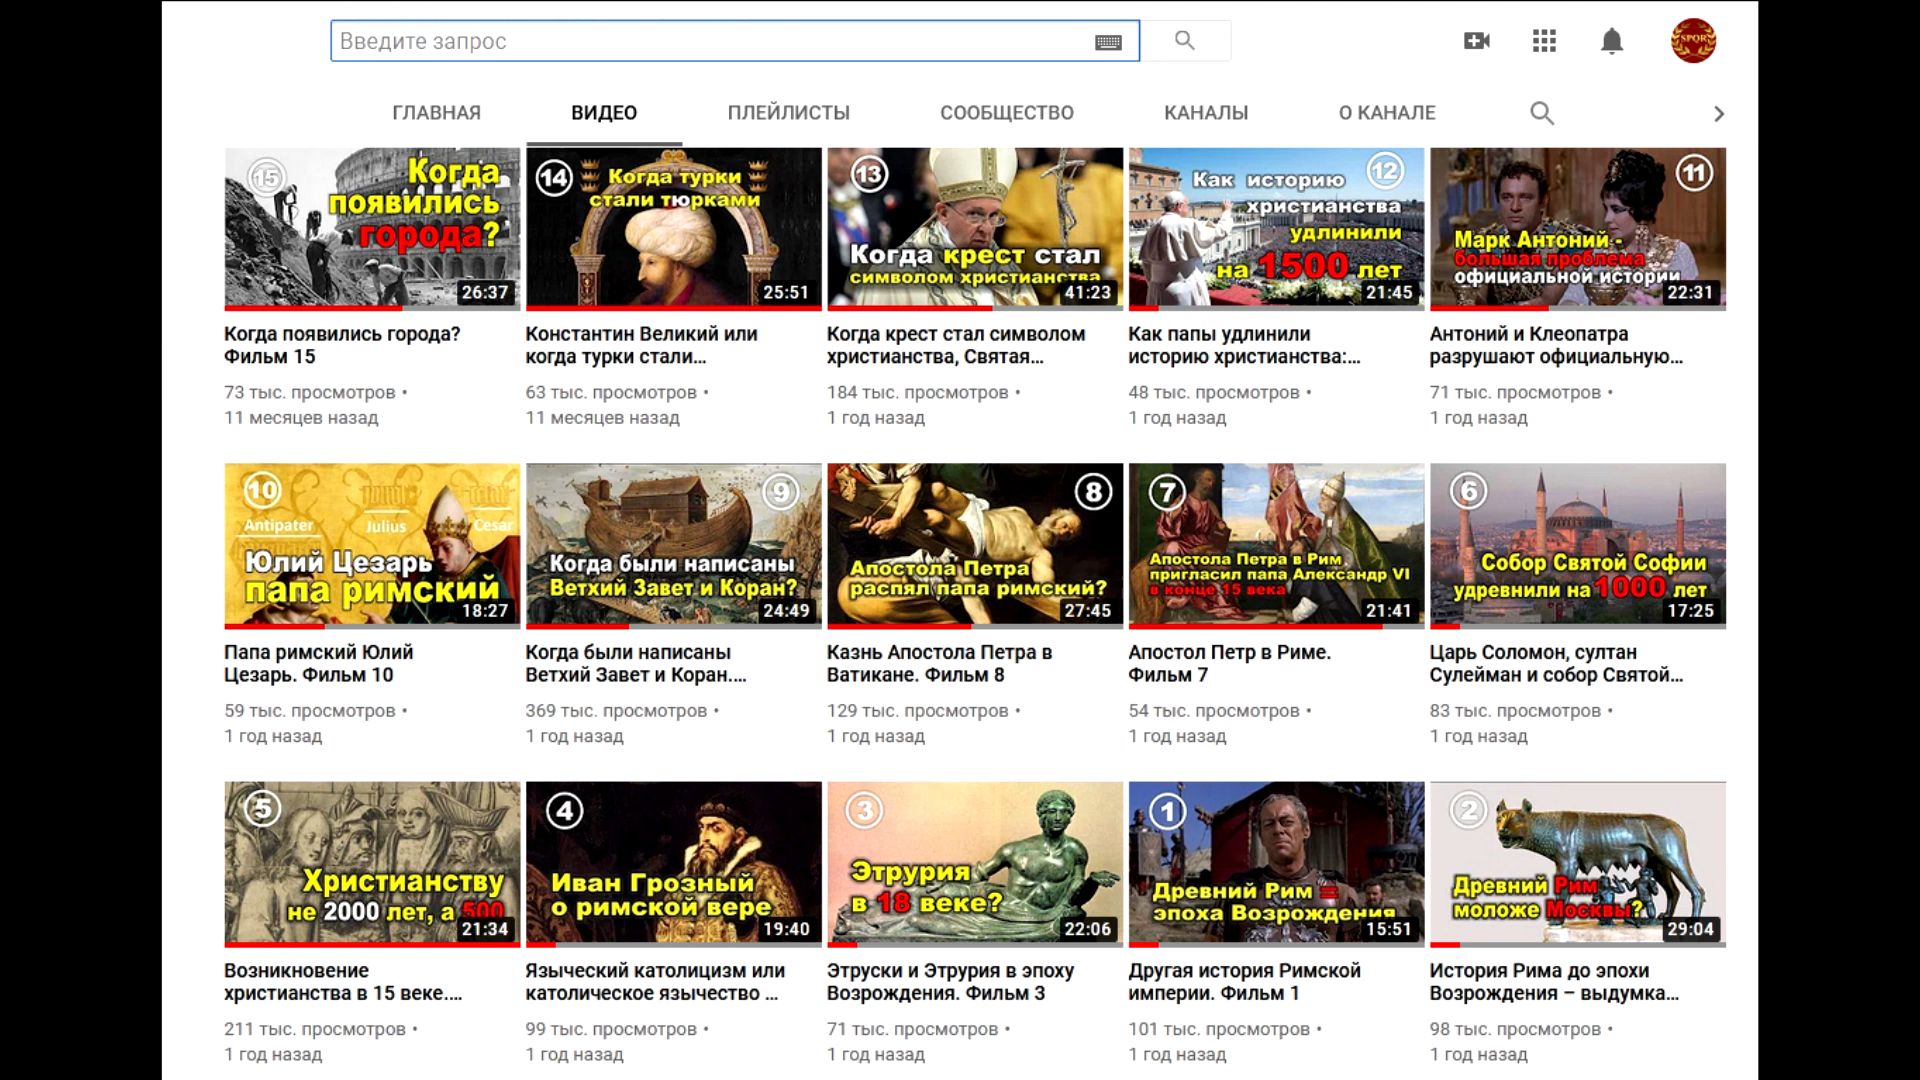 Введите запрос
SPQR
ГЛАВНАЯ
ВИДЕО
ПЛЕЙЛИСТЫ
СООБЩЕСТВО
КАНАЛЫ
О КАНАЛЕ
15
Когда
появились
города?
26:37
Когда появились города?
Фильм 15
73 тыс. просмотров •
11 месяцев назад
14
Когда турки
стали тюрками
25:51
Константин Великий или
когда турки стали...
63 тыс. просмотров •
11 месяцев назад
13
Когда крест стал
символом христианства
41:23
Когда крест стал символом
христианства, Святая...
184 тыс. просмотров •
1 год назад
12
Как историю
христианства
удлинили
на 1500 лет
21:45
Как папы удлинили
историю христианства:...
48 тыс. просмотров •
1 год назад
11
Марк Антоний -
большая проблема
официальной истории
22:31
Антоний и Клеопатра
разрушают официальную...
71 тыс. просмотров •
1 год назад
10
Antipater
Julius
Cesar
Юлий Цезарь
папа римский
18:27
Папа римский Юлий
Цезарь. Фильм 10
59 тыс. просмотров •
1 год назад
9
Когда были написаны
Ветхий Завет и Коран?
24:49
Когда были написаны
Ветхий Завет и Коран....
369 тыс. просмотров •
1 год назад
8
Апостола Петра
распял папа римский?
27:45
Казнь Апостола Петра в
Ватикане. Фильм 8
129 тыс. просмотров •
1 год назад
7
Апостола Петра в Рим
пригласил папа Александр VI
в конце 15 века
21:41
Апостол Петр в Риме.
Фильм 7
54 тыс. просмотров •
1 год назад
6
Собор Святой Софии
удревнили на 1000 лет
17:25
Царь Соломон, султан
Сулейман и собор Святой...
83 тыс. просмотров •
1 год назад
5
Христианству
не 2000 лет, а 500
21:34
Возникновение
христианства в 15 веке....
211 тыс. просмотров •
1 год назад
4
Иван Грозный
о римской вере
19:40
Языческий католицизм или
католическое язычество ...
99 тыс. просмотров •
1 год назад
3
Этрурия
в 18 веке?
22:06
Этруски и Этрурия в эпоху
Возрождения. Фильм 3
71 тыс. просмотров •
1 год назад
1
Древний Рим =
эпоха Возрождения
15:51
Другая история Римской
империи. Фильм 1
101 тыс. просмотров •
1 год назад
2
Древний Рим
моложе Москвы?
29:04
История Рима до эпохи
Возрождения – выдумка...
98 тыс. просмотров •
1 год назад